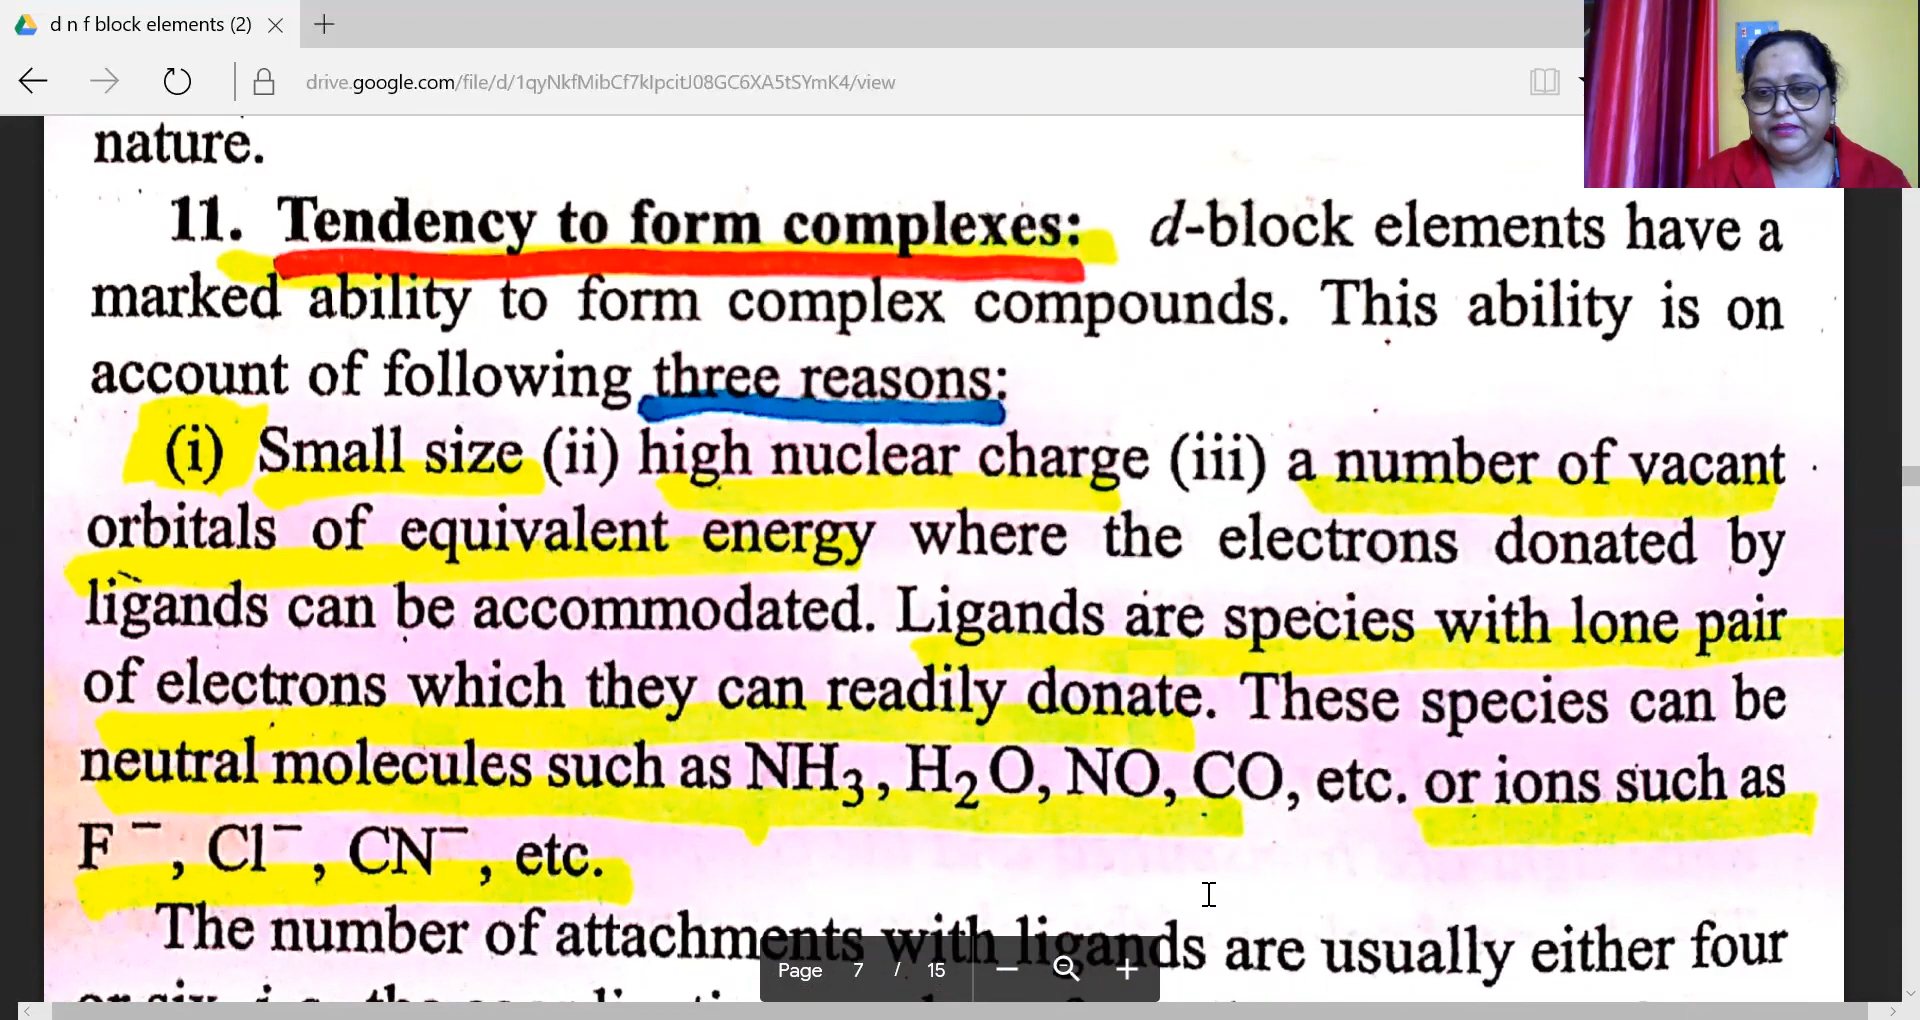 d n f block elements (2)
drive.google.com/file/d/1qyNkfMibCf7kIpcitJ08GC6XA5tSYmK4/view
nature.
11. Tendency to form complexes: d-block elements have a
marked ability to form complex compounds. This ability is on
account of following three reasons:
(i) Small size (ii) high nuclear charge (iii) a number of vacant
orbitals of equivalent energy where the electrons donated by
ligands can be accommodated. Ligands are species with lone pair
of electrons which they can readily donate. These species can be
neutral molecules such as NH₃, H₂O, NO, CO, etc. or ions such as
F⁻, Cl⁻, CN⁻, etc.
The number of attachments with ligands are usually either four
or six, i.e. the
Page 7 / 15